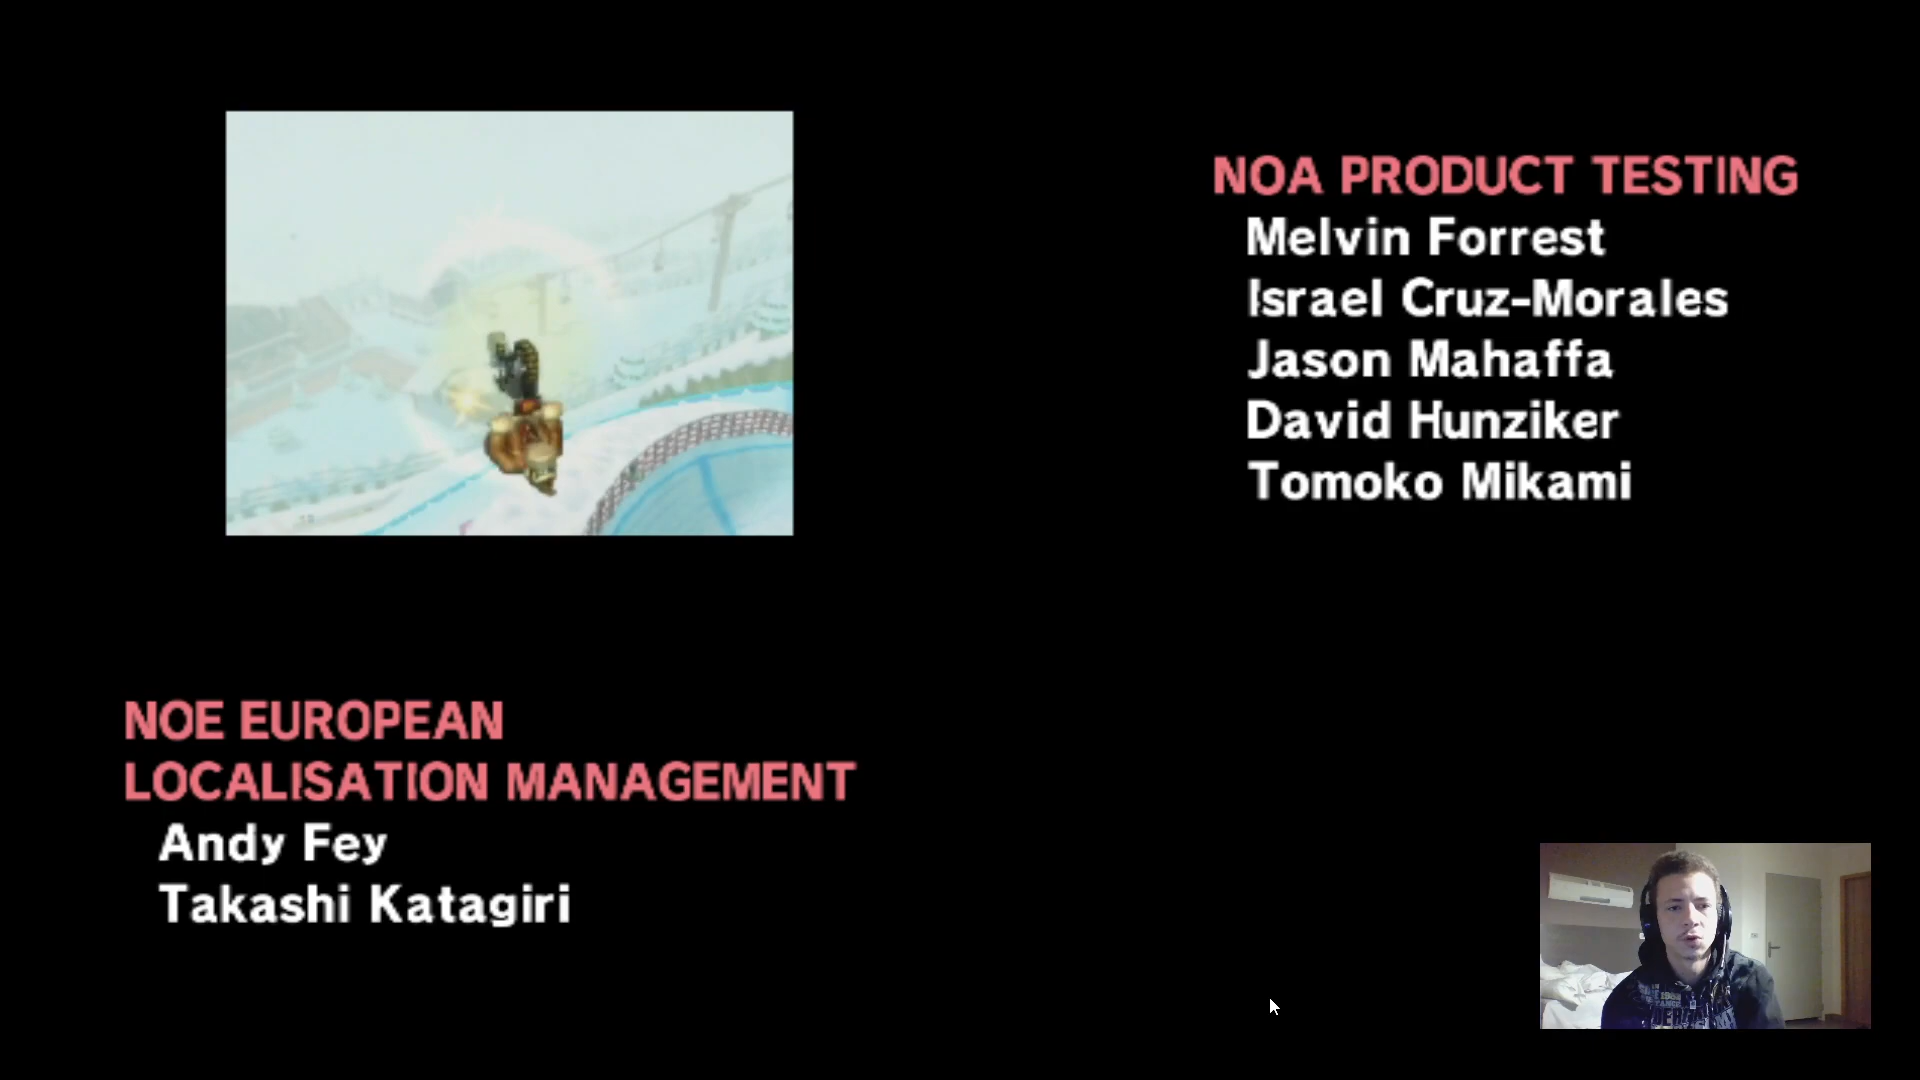 NOA PRODUCT TESTING
Melvin Forrest
Israel Cruz-Morales
Jason Mahaffa
David Hunziker
Tomoko Mikami
NOE EUROPEAN
LOCALISATION MANAGEMENT
Andy Fey
Takashi Katagiri